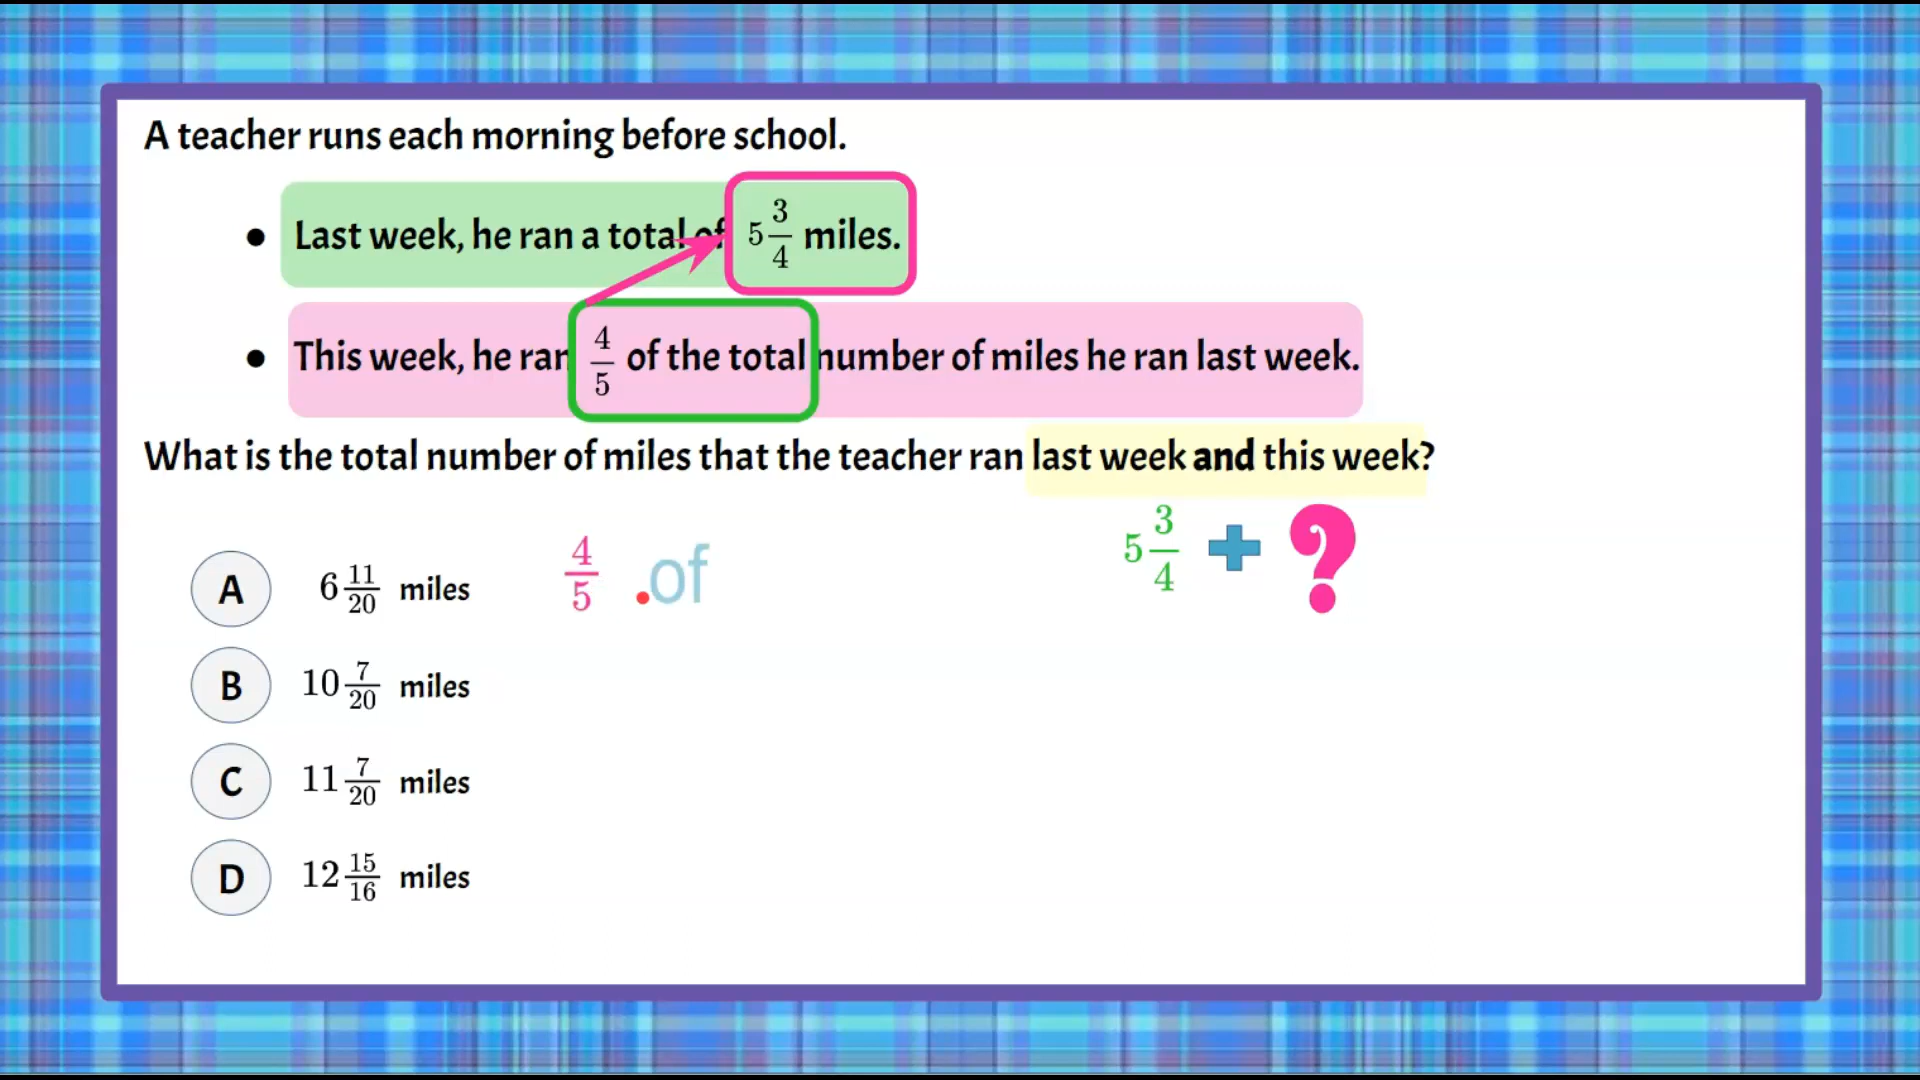 A teacher runs each morning before school.
● Last week, he ran a total of 5 3/4 miles.
● This week, he ran 4/5 of the total number of miles he ran last week.
What is the total number of miles that the teacher ran last week and this week?
5 3/4 + ?
4/5 .of
A 6 11/20 miles
B 10 7/20 miles
C 11 7/20 miles
D 12 15/16 miles